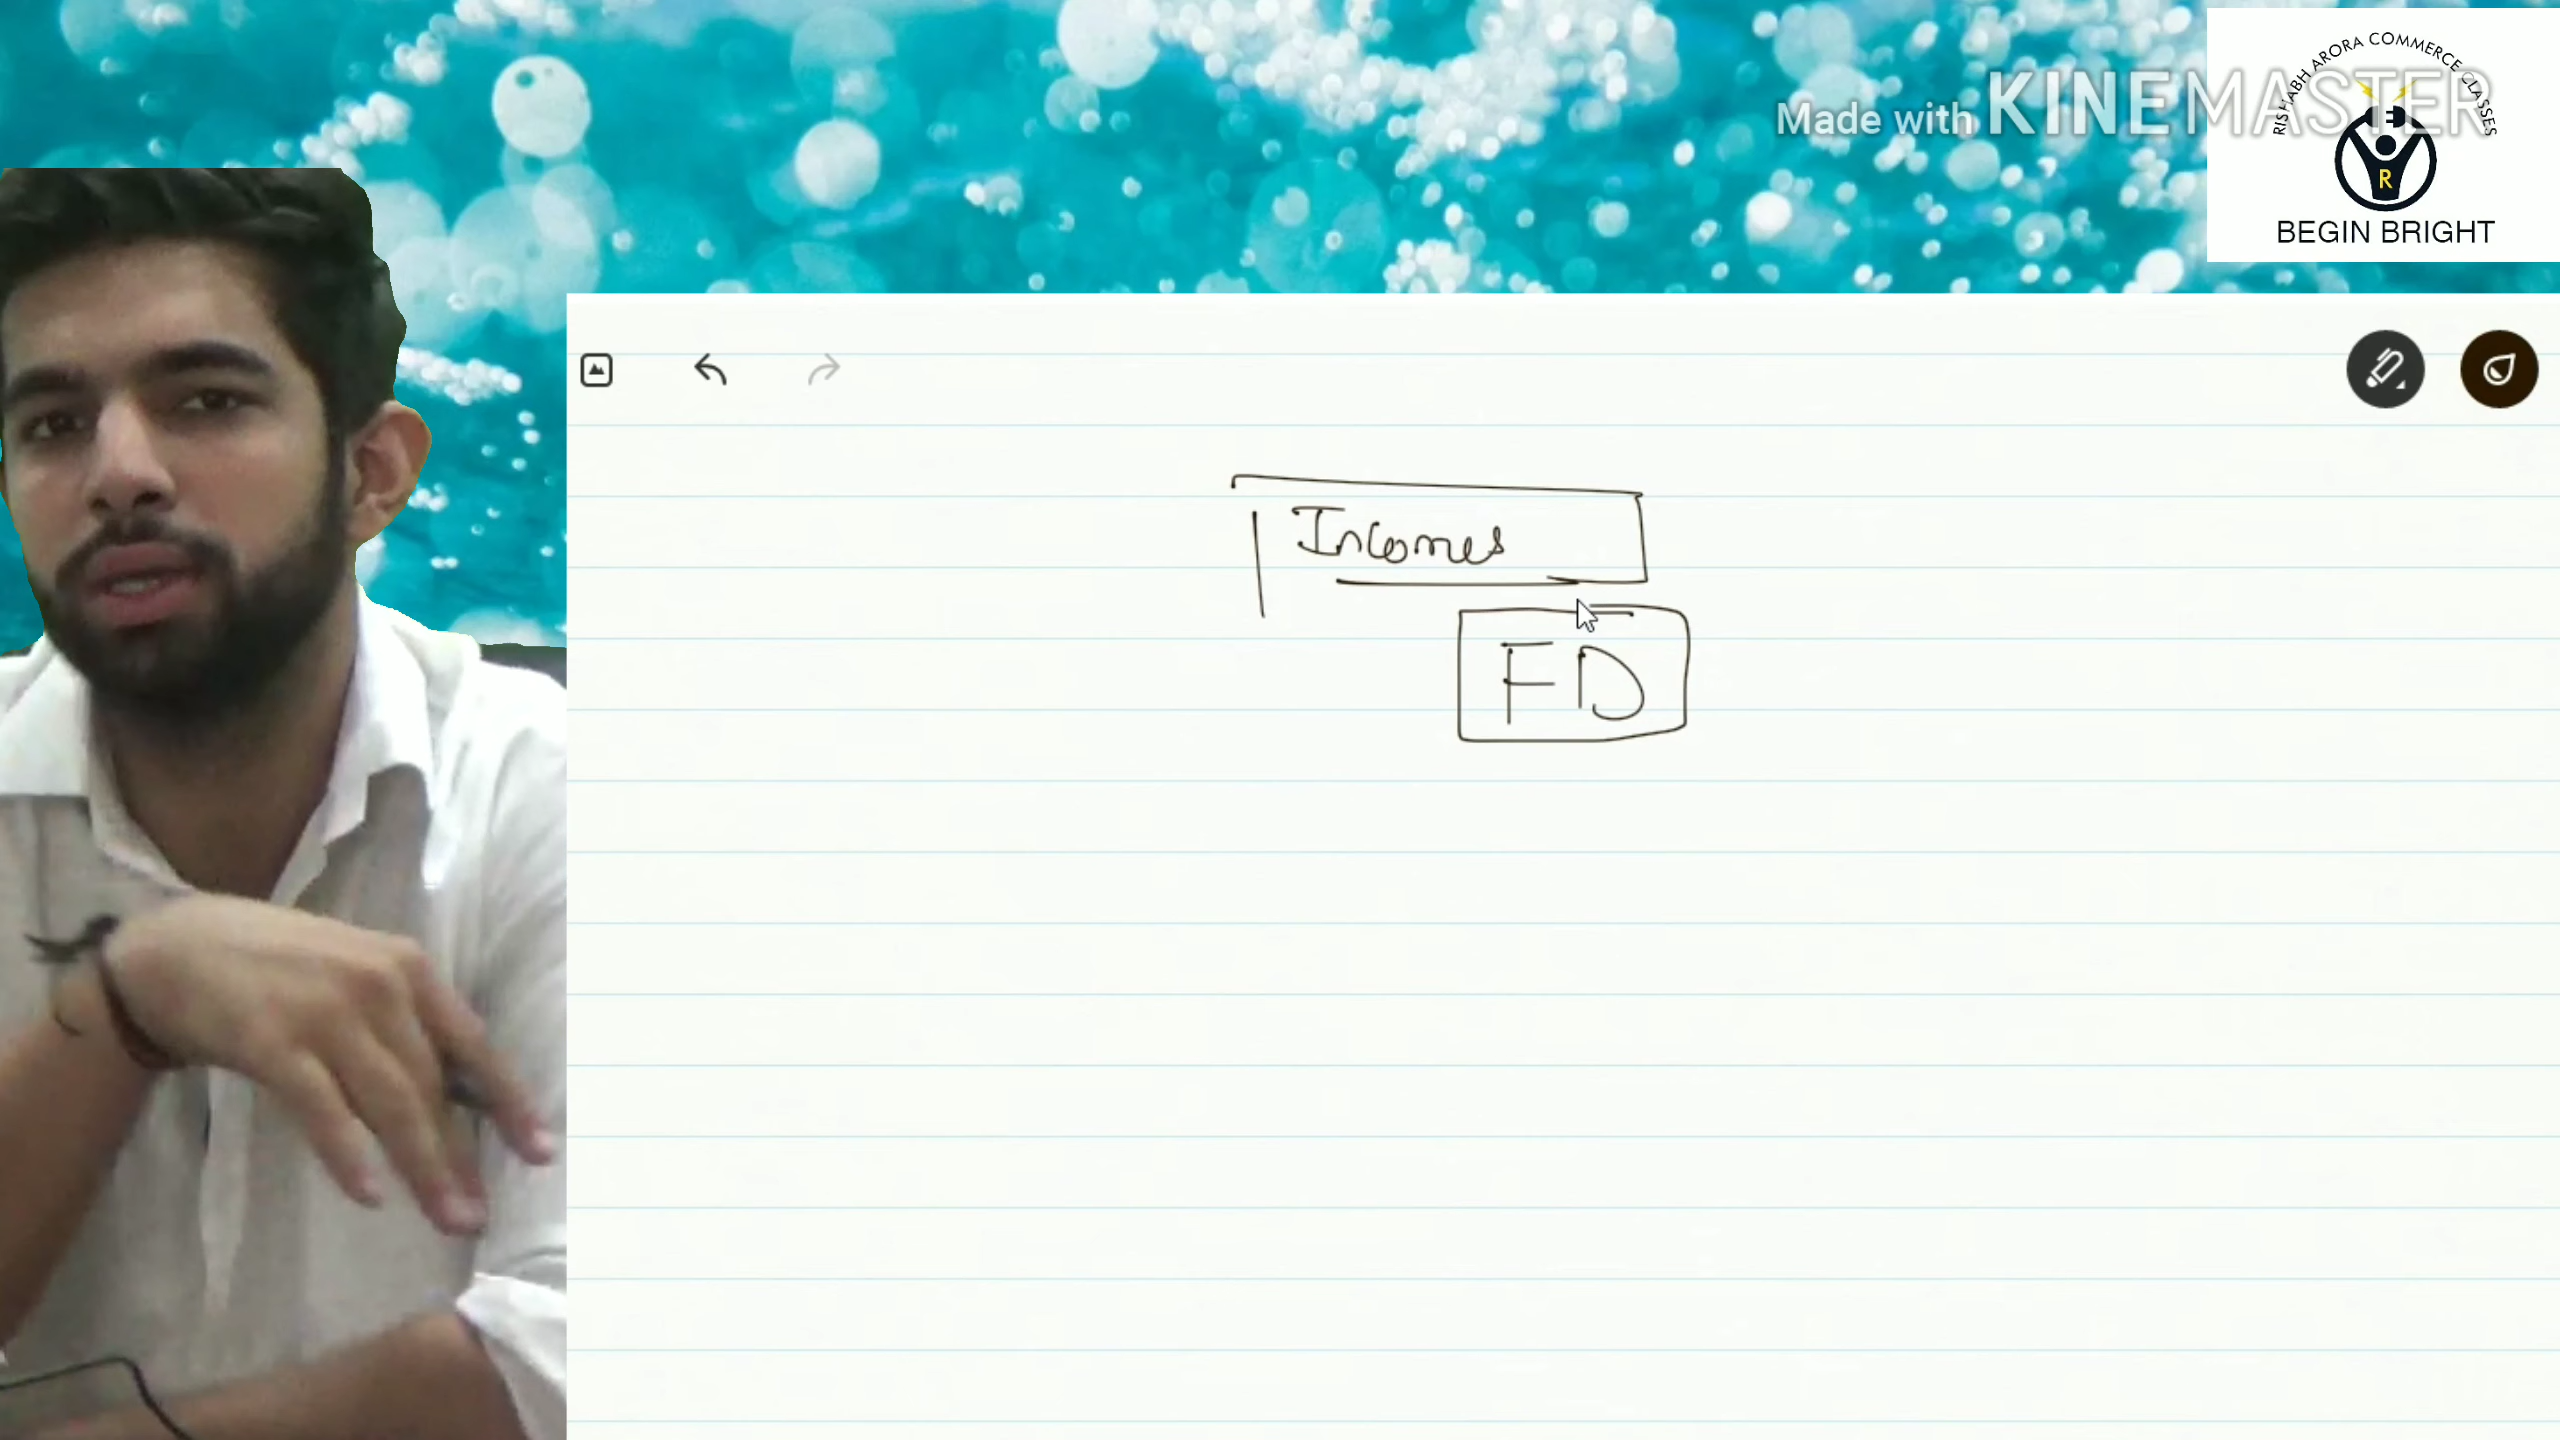 RISHABH ARORA COMMERCE CLASSES
Made with KINEMASTER
R
BEGIN BRIGHT
Incomes
FD